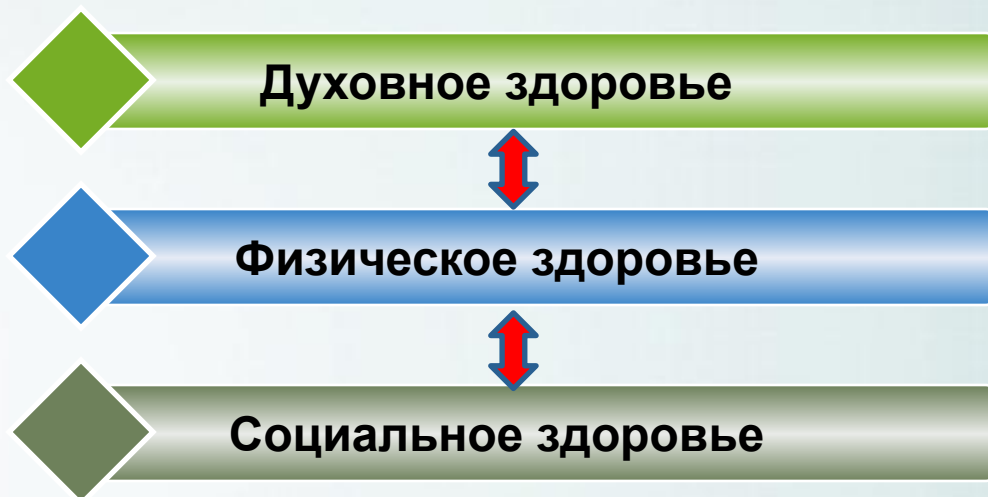 Духовное здоровье
Физическое здоровье
Социальное здоровье